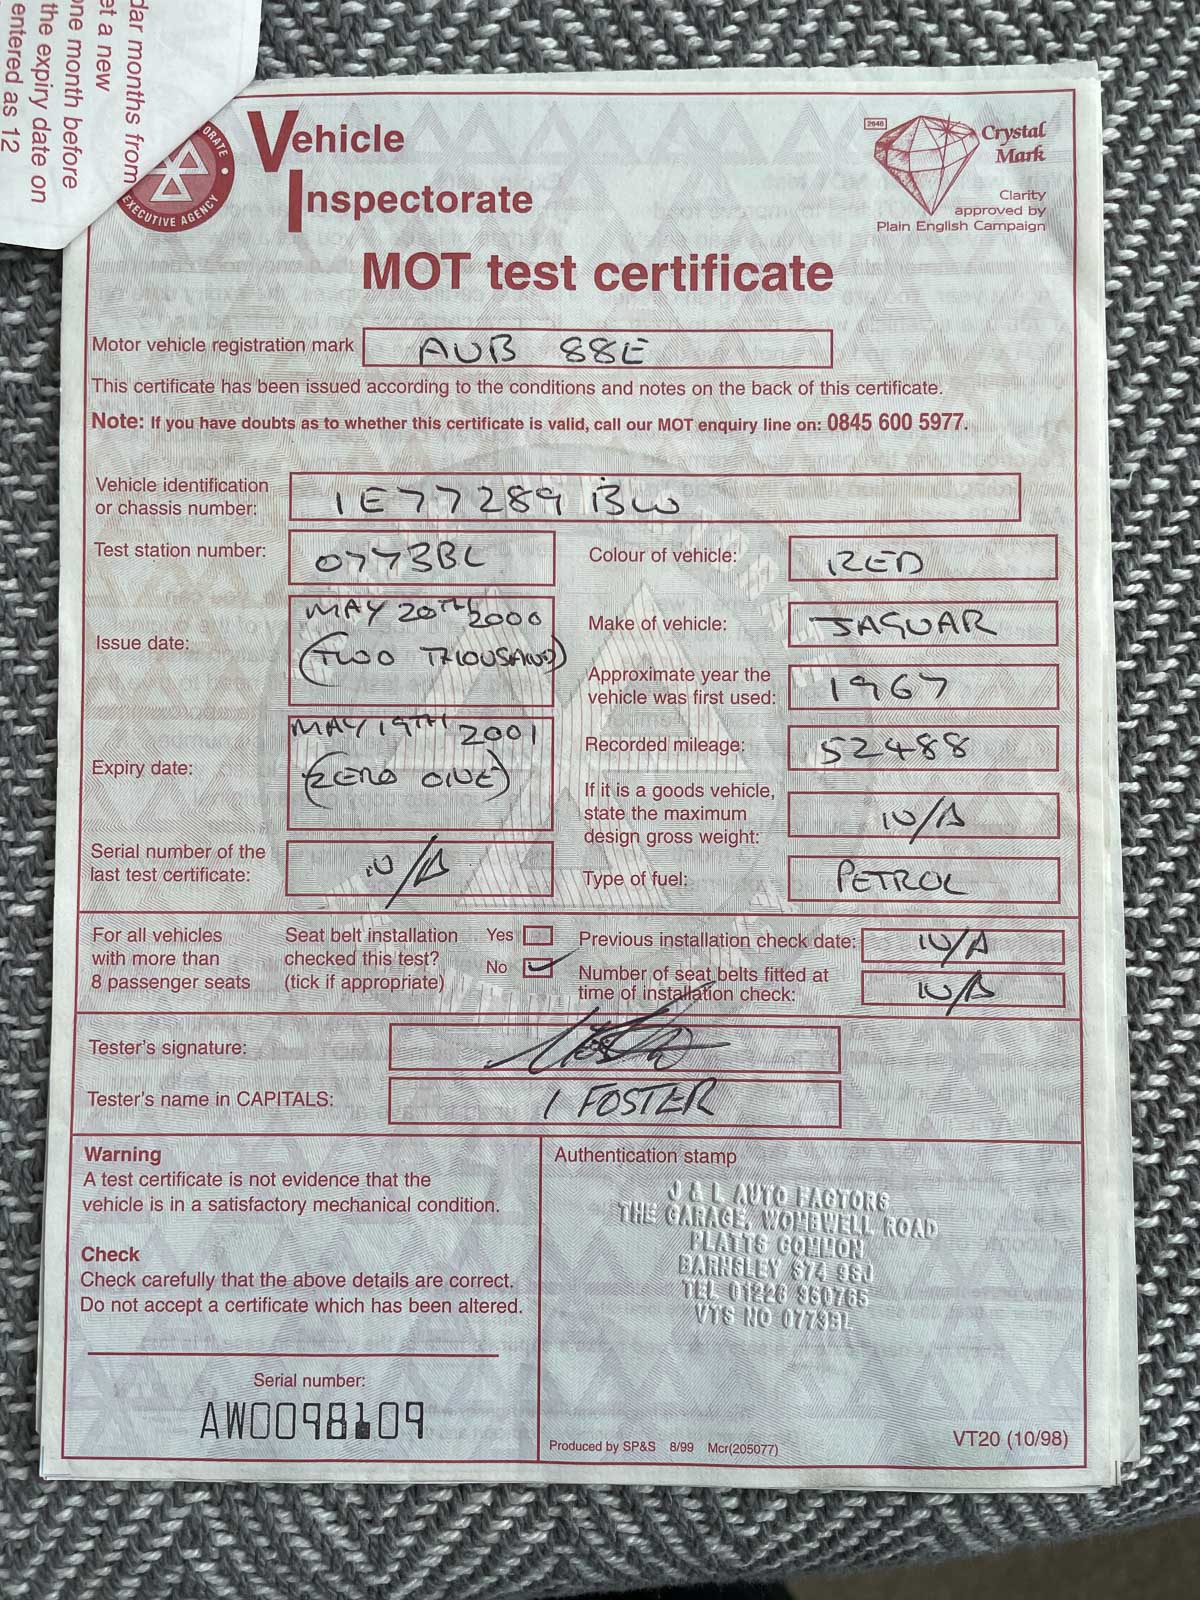 dar months from
et a new
one month before
the expiry date on
entered as 12
ORATE
EXECUTIVE AGENCY
Vehicle
Inspectorate
2648
Crystal
Mark
Clarity
approved by
Plain English Campaign
MOT test certificate
Motor vehicle registration mark AUB 88E
This certificate has been issued according to the conditions and notes on the back of this certificate.
Note: If you have doubts as to whether this certificate is valid, call our MOT enquiry line on: 0845 600 5977.
Vehicle identification
or chassis number: 1E77289 BW
Test station number: 0773BL
Colour of vehicle: RED
Issue date: MAY 20TH 2000
(TWO THOUSAND)
Make of vehicle: JAGUAR
Approximate year the
vehicle was first used: 1967
Expiry date: MAY 19TH 2001
(ZERO ONE)
Recorded mileage: 52488
If it is a goods vehicle,
state the maximum
design gross weight: N/A
Serial number of the
last test certificate: N/A
Type of fuel: PETROL
For all vehicles
with more than
8 passenger seats
Seat belt installation
checked this test?
(tick if appropriate)
Yes
No
Previous installation check date: N/A
Number of seat belts fitted at
time of installation check: N/A
Tester's signature:
Tester's name in CAPITALS: I FOSTER
Warning
A test certificate is not evidence that the
vehicle is in a satisfactory mechanical condition.
Check
Check carefully that the above details are correct.
Do not accept a certificate which has been altered.
Serial number:
AW0098109
Authentication stamp
J & L AUTO FACTORS
THE GARAGE, WOMBWELL ROAD
PLATTS COMMON
BARNSLEY S74 9SJ
TEL 01226 360765
VTS NO 0773BL
Produced by SP&S 8/99 Mcr(205077)
VT20 (10/98)